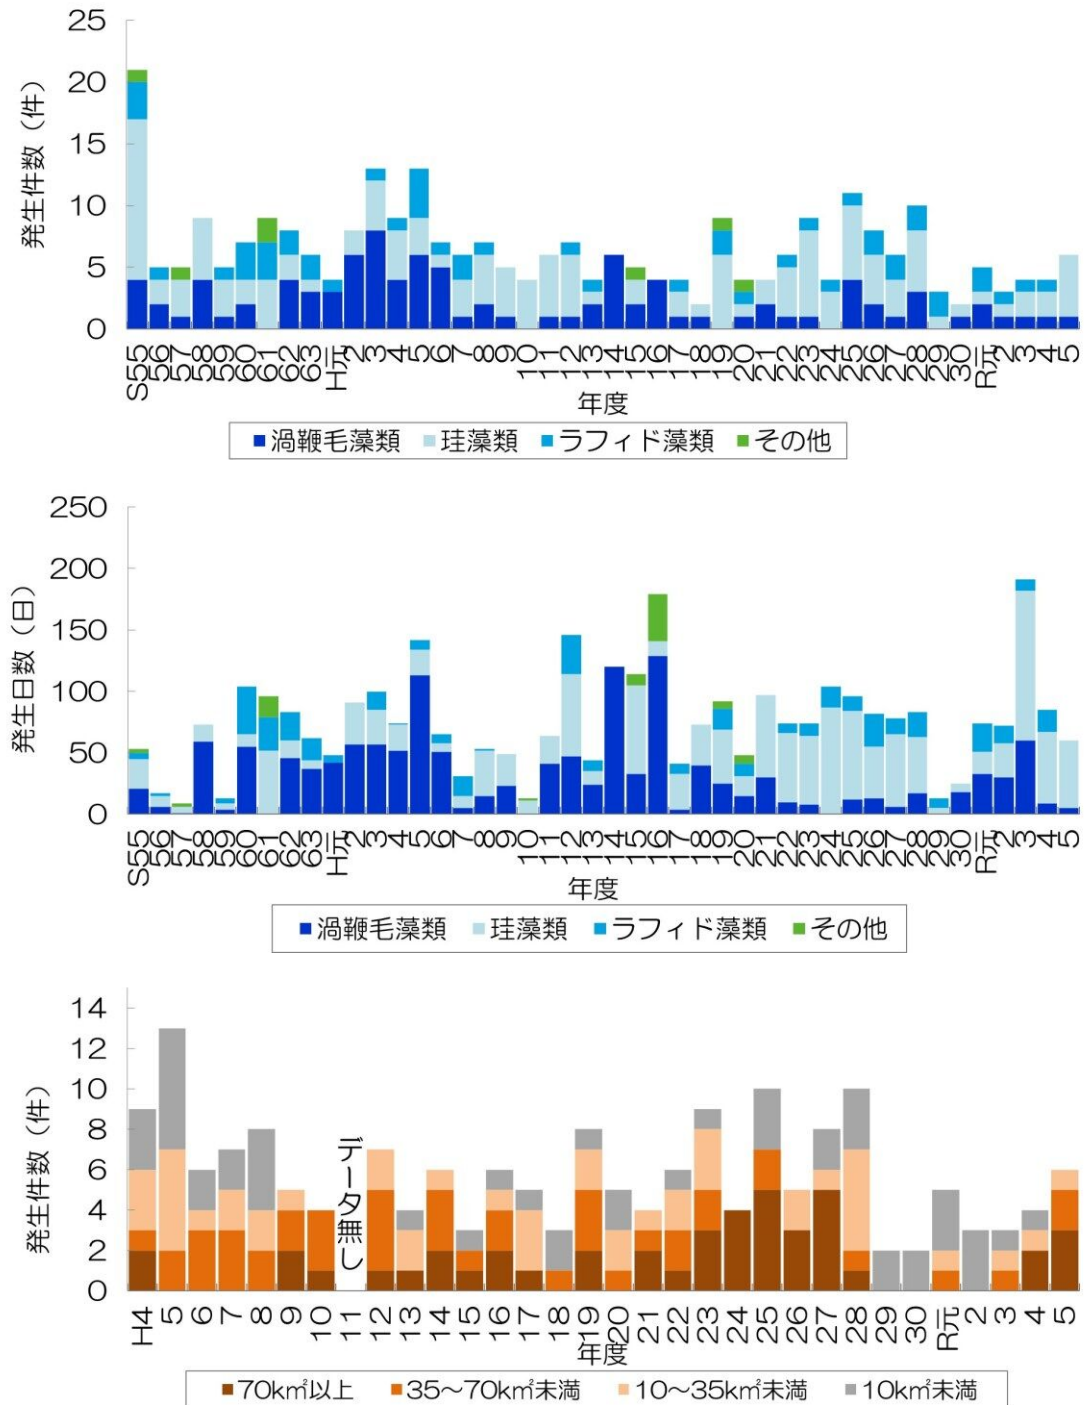 発生件数（件）
25
20
15
10
5
0
S55 56 57 58 59 60 61 62 63 H元 2 3 4 5 6 7 8 9 10 11 12 13 14 15 16 17 18 19 20 21 22 23 24 25 26 27 28 29 30 R元 2 3 4 5
年度
渦鞭毛藻類 珪藻類 ラフィド藻類 その他
発生日数（日）
250
200
150
100
50
0
S55 56 57 58 59 60 61 62 63 H元 2 3 4 5 6 7 8 9 10 11 12 13 14 15 16 17 18 19 20 21 22 23 24 25 26 27 28 29 30 R元 2 3 4 5
年度
渦鞭毛藻類 珪藻類 ラフィド藻類 その他
発生件数（件）
14
12
10
8
6
4
2
0
データ無し
H4 5 6 7 8 9 10 11 12 13 14 15 16 17 18 19 20 21 22 23 24 25 26 27 28 29 30 R元 2 3 4 5
年度
70k㎡以上 35～70k㎡未満 10～35k㎡未満 10k㎡未満